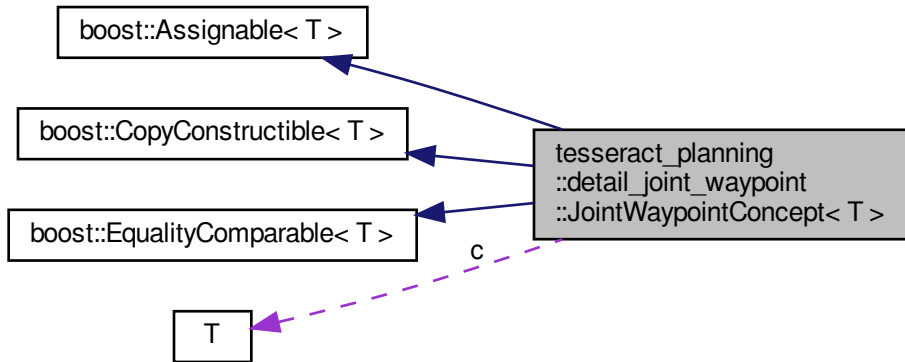 boost::Assignable< T >
boost::CopyConstructible< T >
tesseract_planning
::detail_joint_waypoint
::JointWaypointConcept< T >
boost::EqualityComparable< T >
c
T